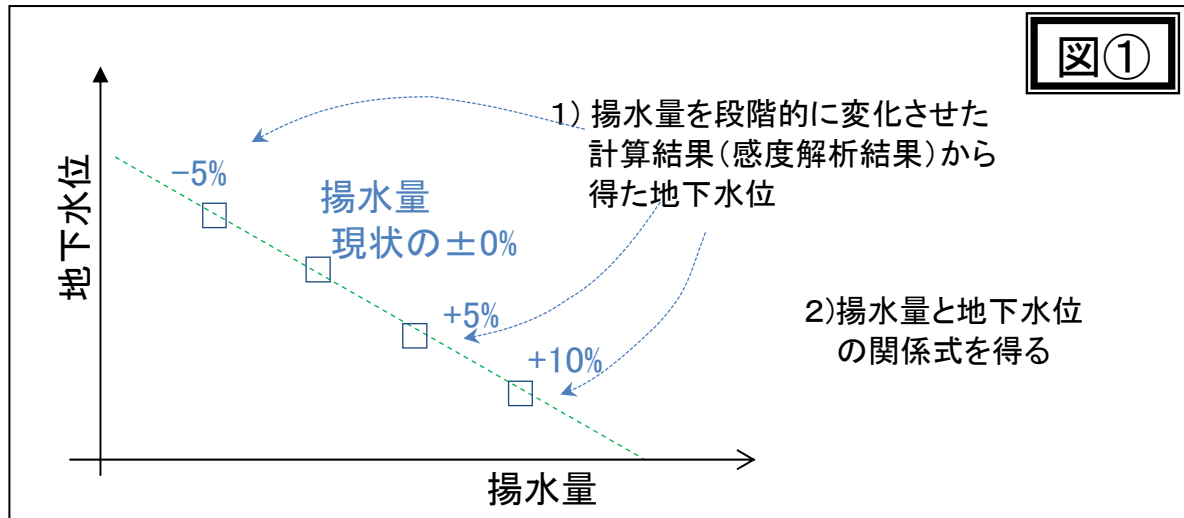 図①
1) 揚水量を段階的に変化させた
計算結果(感度解析結果)から
得た地下水位
-5%
揚水量
現状の±0%
+5%
+10%
2)揚水量と地下水位
の関係式を得る
地下水位
揚水量